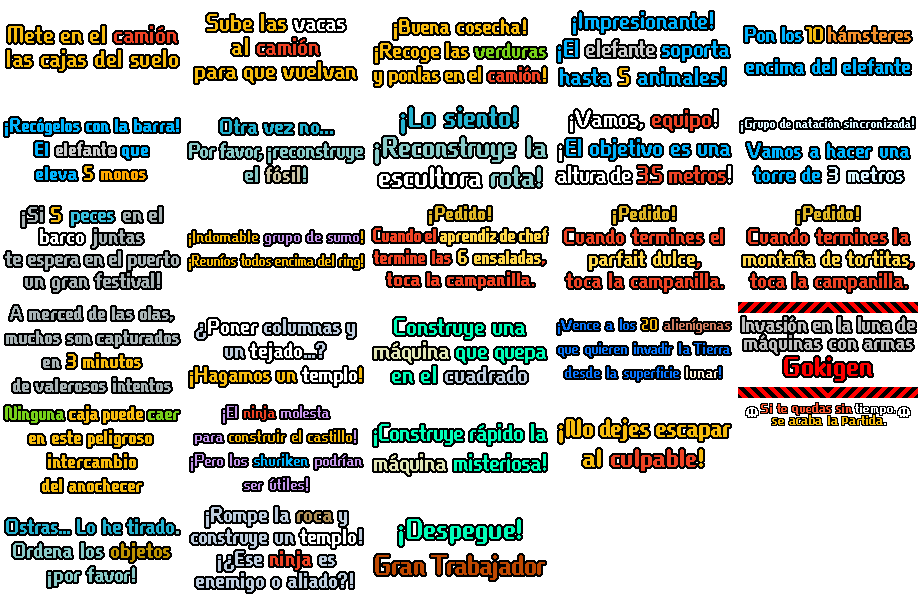 Mete en el camión
las cajas del suelo
Sube las vacas
al camión
para que vuelvan
¡Buena cosecha!
¡Recoge las verduras
y ponlas en el camión!
¡Impresionante!
¡El elefante soporta
hasta 5 animales!
Pon los 10 hámsteres
encima del elefante
¡Recógelos con la barra!
El elefante que
eleva 5 monos
Otra vez no...
Por favor, ¡reconstruye
el fósil!
¡Lo siento!
¡Reconstruye la
escultura rota!
¡Vamos, equipo!
¡El objetivo es una
altura de 35 metros!
¡Grupo de natación sincronizada!
Vamos a hacer una
torre de 3 metros
¡Si 5 peces en el
barco juntas
te espera en el puerto
un gran festival!
¡Indomable grupo de sumo!
¡Reuníos todos encima del ring!
¡Pedido!
Cuando el aprendiz de chef
termine las 6 ensaladas,
toca la campanilla.
¡Pedido!
Cuando termines el
parfait dulce,
toca la campanilla.
¡Pedido!
Cuando termines la
montaña de tortitas,
toca la campanilla.
A merced de las olas,
muchos son capturados
en 3 minutos
de valerosos intentos
¿Poner columnas y
un tejado...?
¡Hagamos un templo!
Construye una
máquina que quepa
en el cuadrado
¡Vence a los 20 alienígenas
que quieren invadir la Tierra
desde la superficie lunar!
Invasión en la luna de
máquinas con armas
Gokigen
Ninguna caja puede caer
en este peligroso
intercambio
del anochecer
¡El ninja molesta
para construir el castillo!
¡Pero los shuriken podrían
ser útiles!
¡Construye rápido la
máquina misteriosa!
¡No dejes escapar
al culpable!
Si te quedas sin tiempo,
se acaba la partida.
Ostras... Lo he tirado.
Ordena los objetos
¡por favor!
¡Rompe la roca y
construye un templo!
¡¿Ese ninja es
enemigo o aliado?!
¡Despegue!
Gran Trabajador